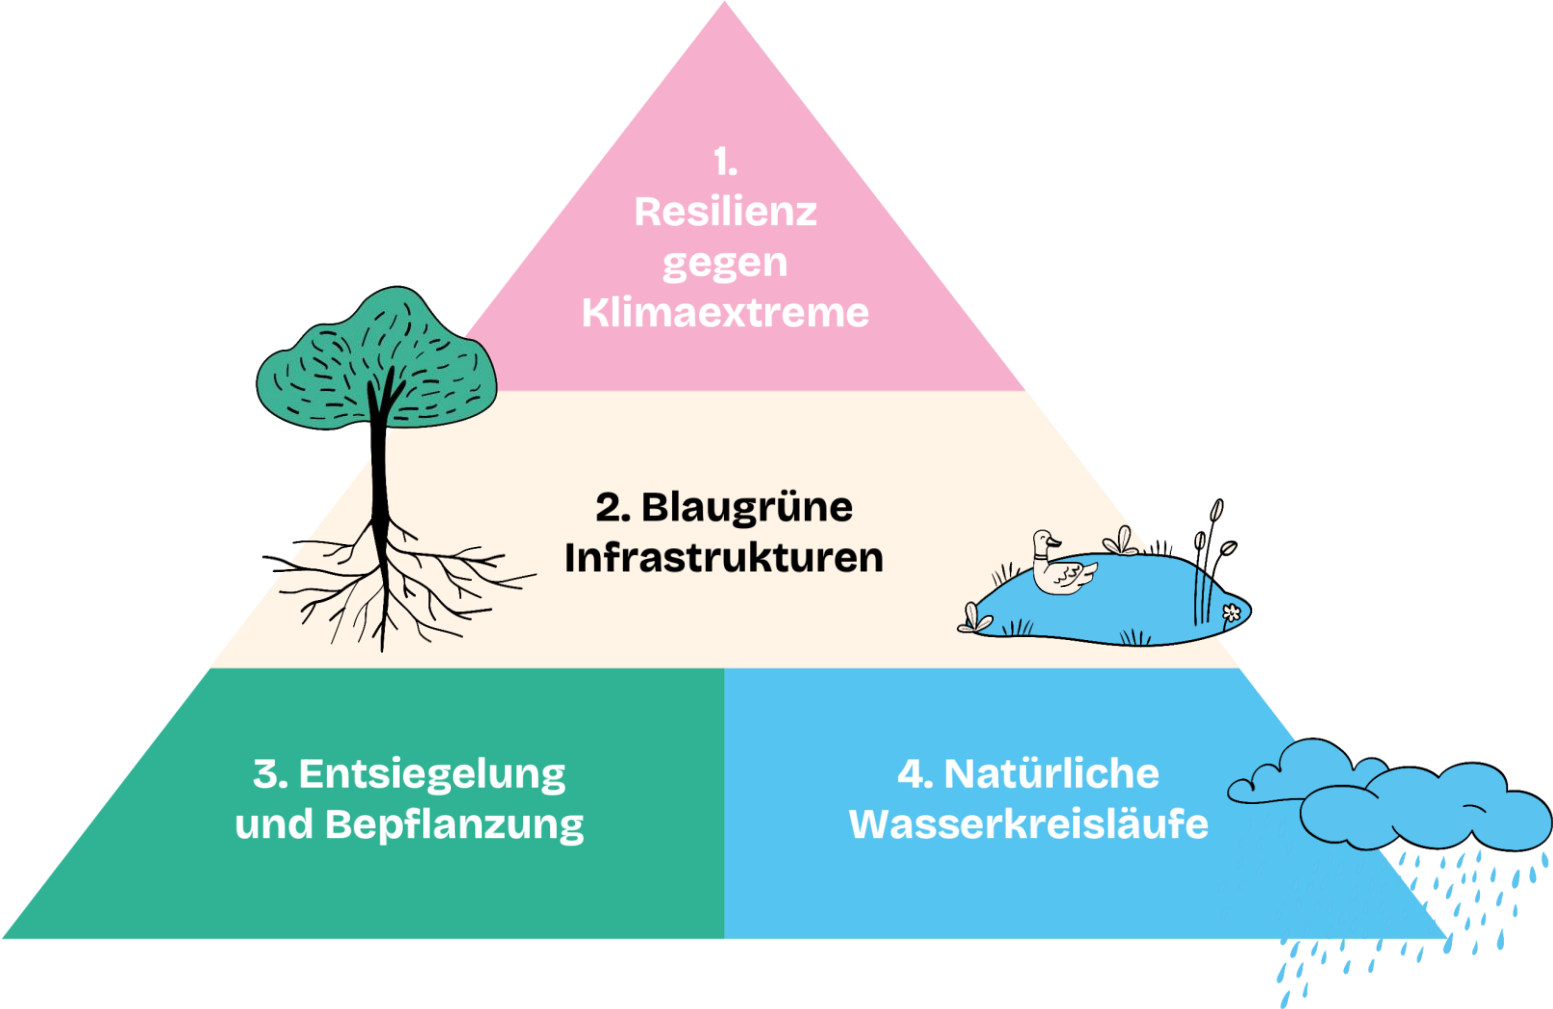 1.
Resilienz
gegen
Klimaextreme
2. Blaugrüne
Infrastrukturen
3. Entsiegelung
und Bepflanzung
4. Natürliche
Wasserkreisläufe